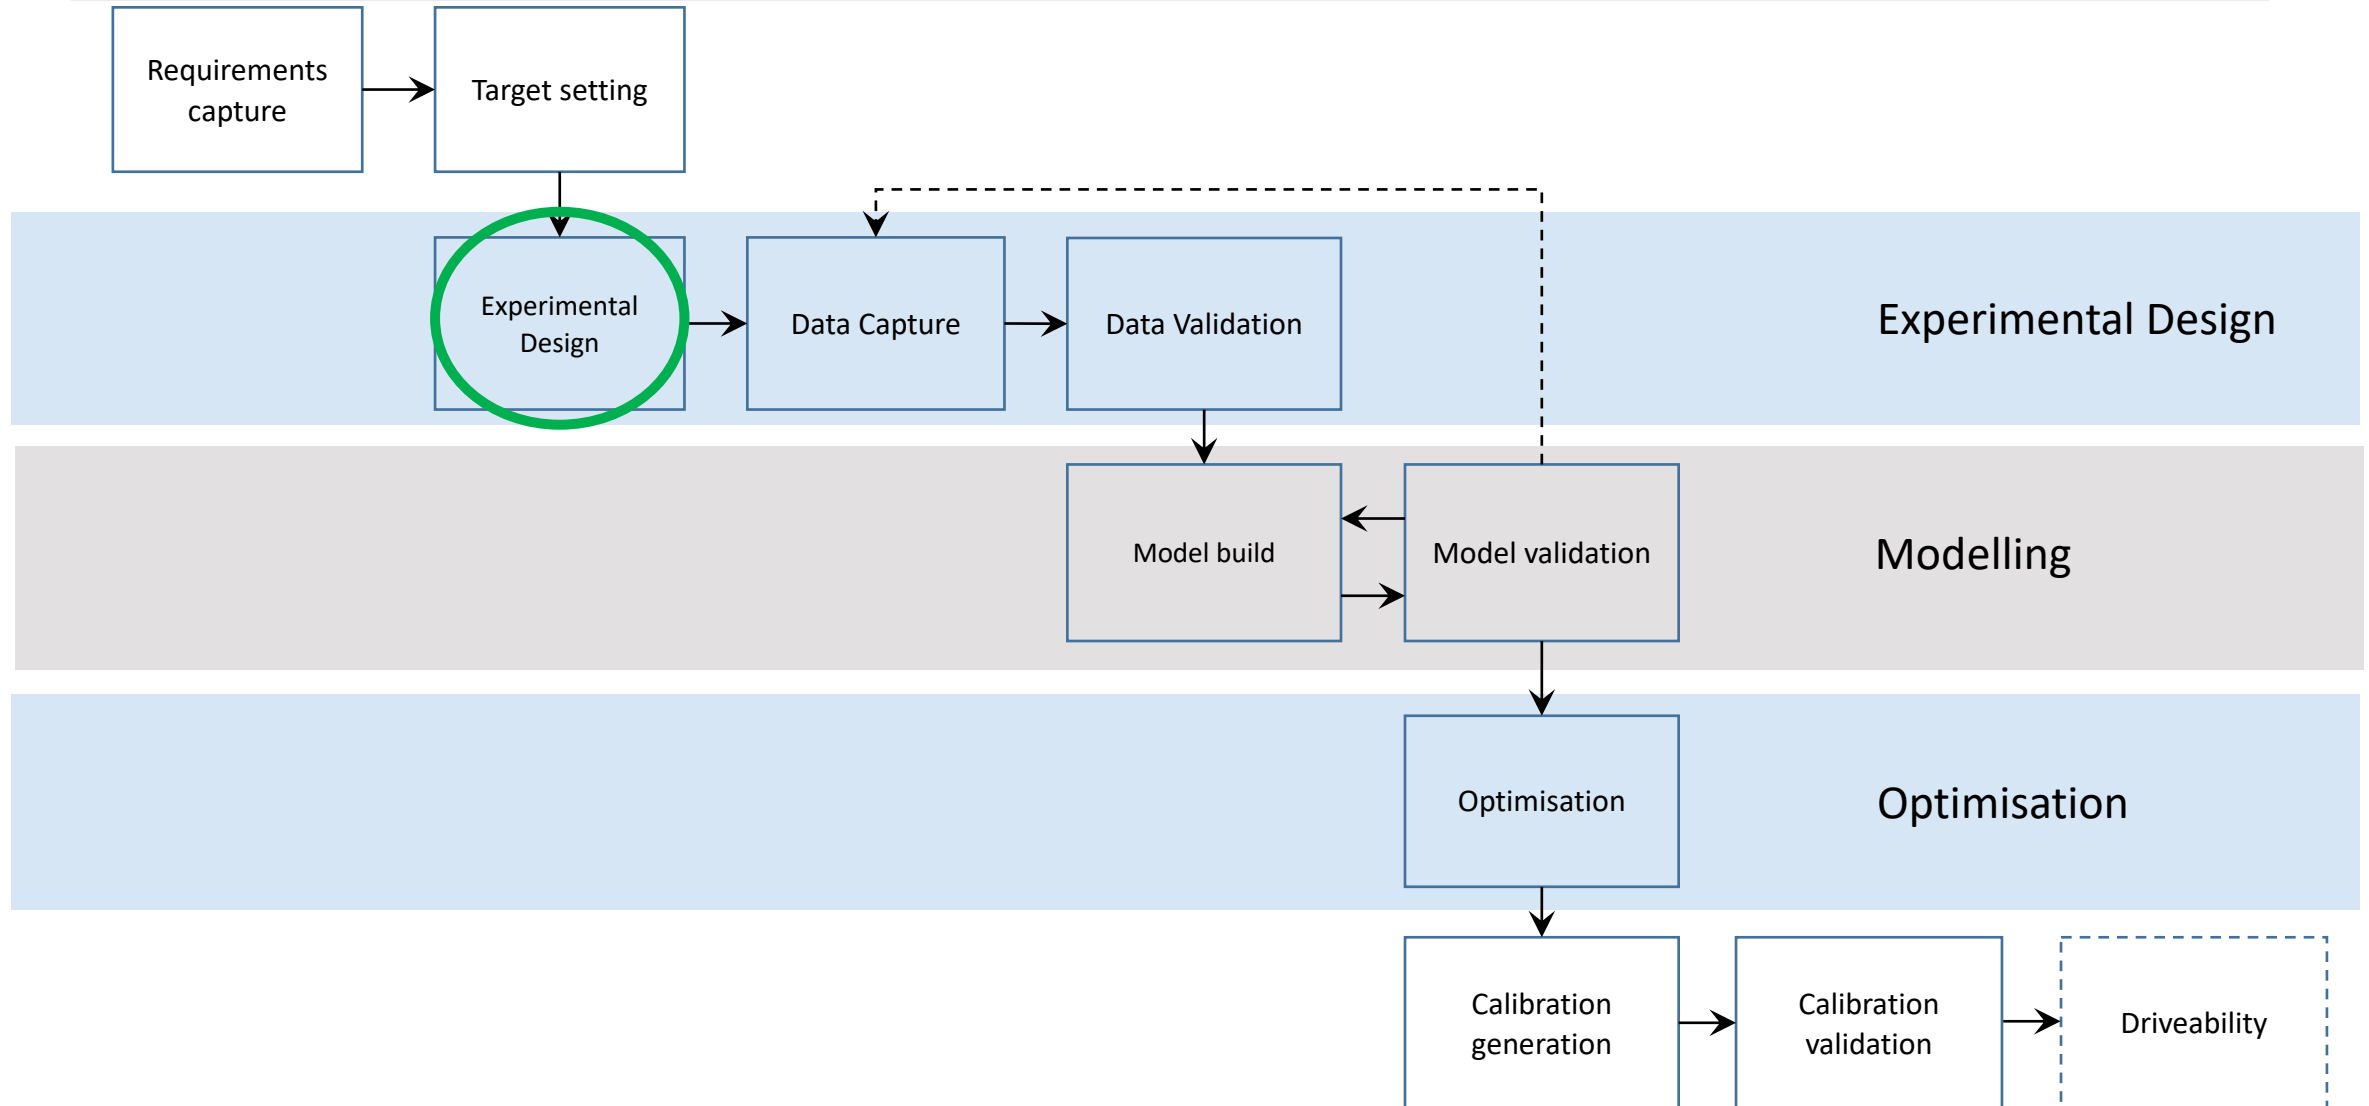 Requirements
capture
Target setting
Experimental
Design
Data Capture
Data Validation
Experimental Design
Model build
Model validation
Modelling
Optimisation
Optimisation
Calibration
generation
Calibration
validation
Driveability